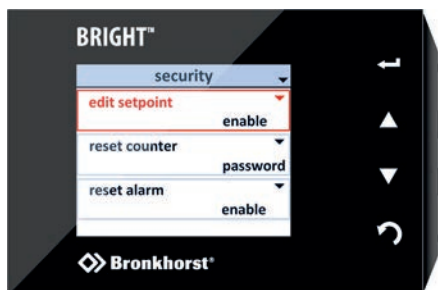 BRIGHT™
security
edit setpoint
enable
reset counter
password
reset alarm
enable
Bronkhorst®